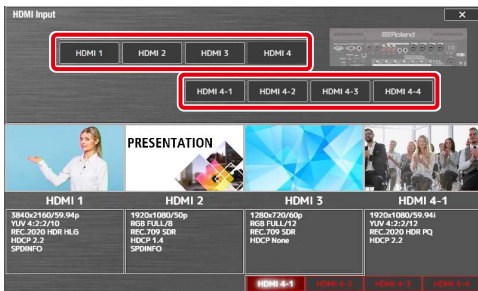 HDMI Input
Roland
HDMI 1 HDMI 2 HDMI 3 HDMI 4
HDMI 4-1 HDMI 4-2 HDMI 4-3 HDMI 4-4
PRESENTATION
HDMI 1
3840x2160/59.94p
YUV 4:2:2/10
REC.2020 HDR HLG
HDCP 2.2
SPDINFO
HDMI 2
1920x1080/50p
RGB FULL/8
REC.709 SDR
HDCP 1.4
SPDINFO
HDMI 3
1280x720/60p
RGB FULL/12
REC.709 SDR
HDCP None
HDMI 4-1
1920x1080/59.94i
YUV 4:2:2/12
REC.2020 HDR PQ
HDCP 2.2
HDMI 4-1 HDMI 4-2 HDMI 4-3 HDMI 4-4